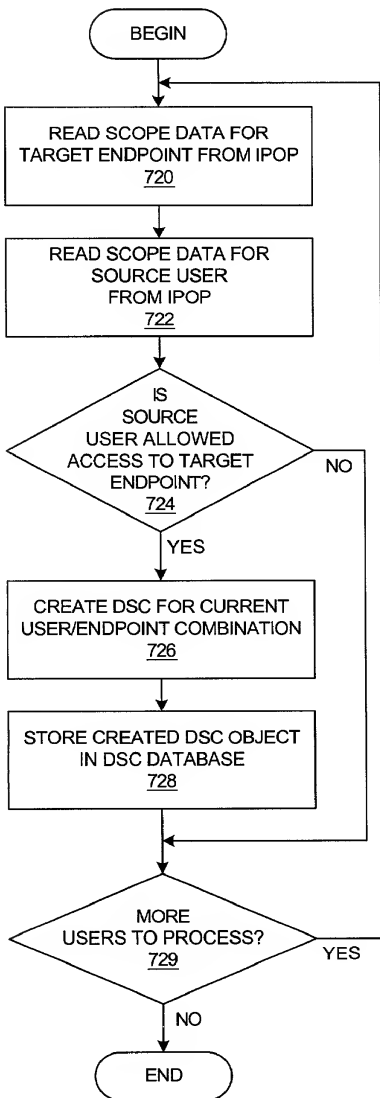 BEGIN
READ SCOPE DATA FOR
TARGET ENDPOINT FROM IPOP
720
READ SCOPE DATA FOR
SOURCE USER
FROM IPOP
722
IS
SOURCE
USER ALLOWED
ACCESS TO TARGET
ENDPOINT?
724
NO
YES
CREATE DSC FOR CURRENT
USER/ENDPOINT COMBINATION
726
STORE CREATED DSC OBJECT
IN DSC DATABASE
728
MORE
USERS TO PROCESS?
729
YES
NO
END